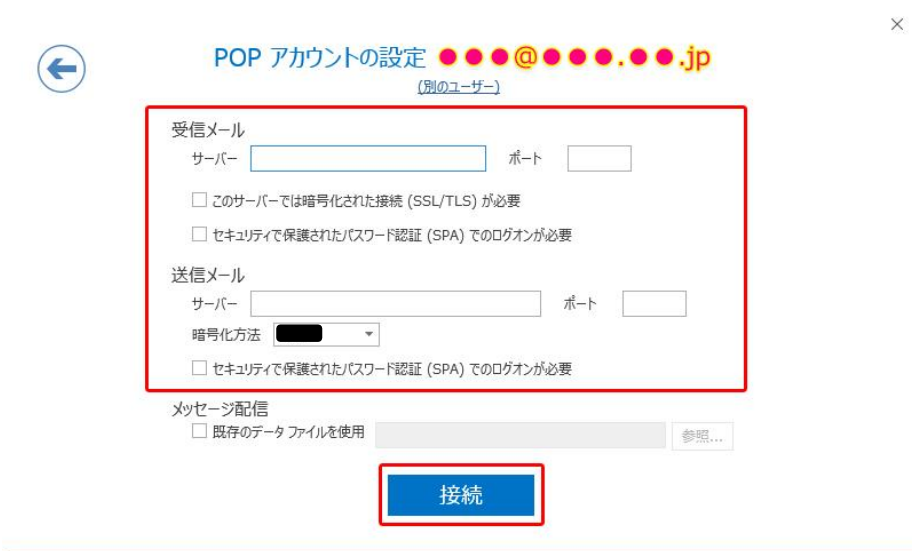 POP アカウントの設定 ●●●@●●●.●●.jp
(別のユーザー)
受信メール
サーバー ポート
このサーバーでは暗号化された接続 (SSL/TLS) が必要
セキュリティで保護されたパスワード認証 (SPA) でのログオンが必要
送信メール
サーバー ポート
暗号化方法
セキュリティで保護されたパスワード認証 (SPA) でのログオンが必要
メッセージ配信
既存のデータ ファイルを使用 参照...
接続